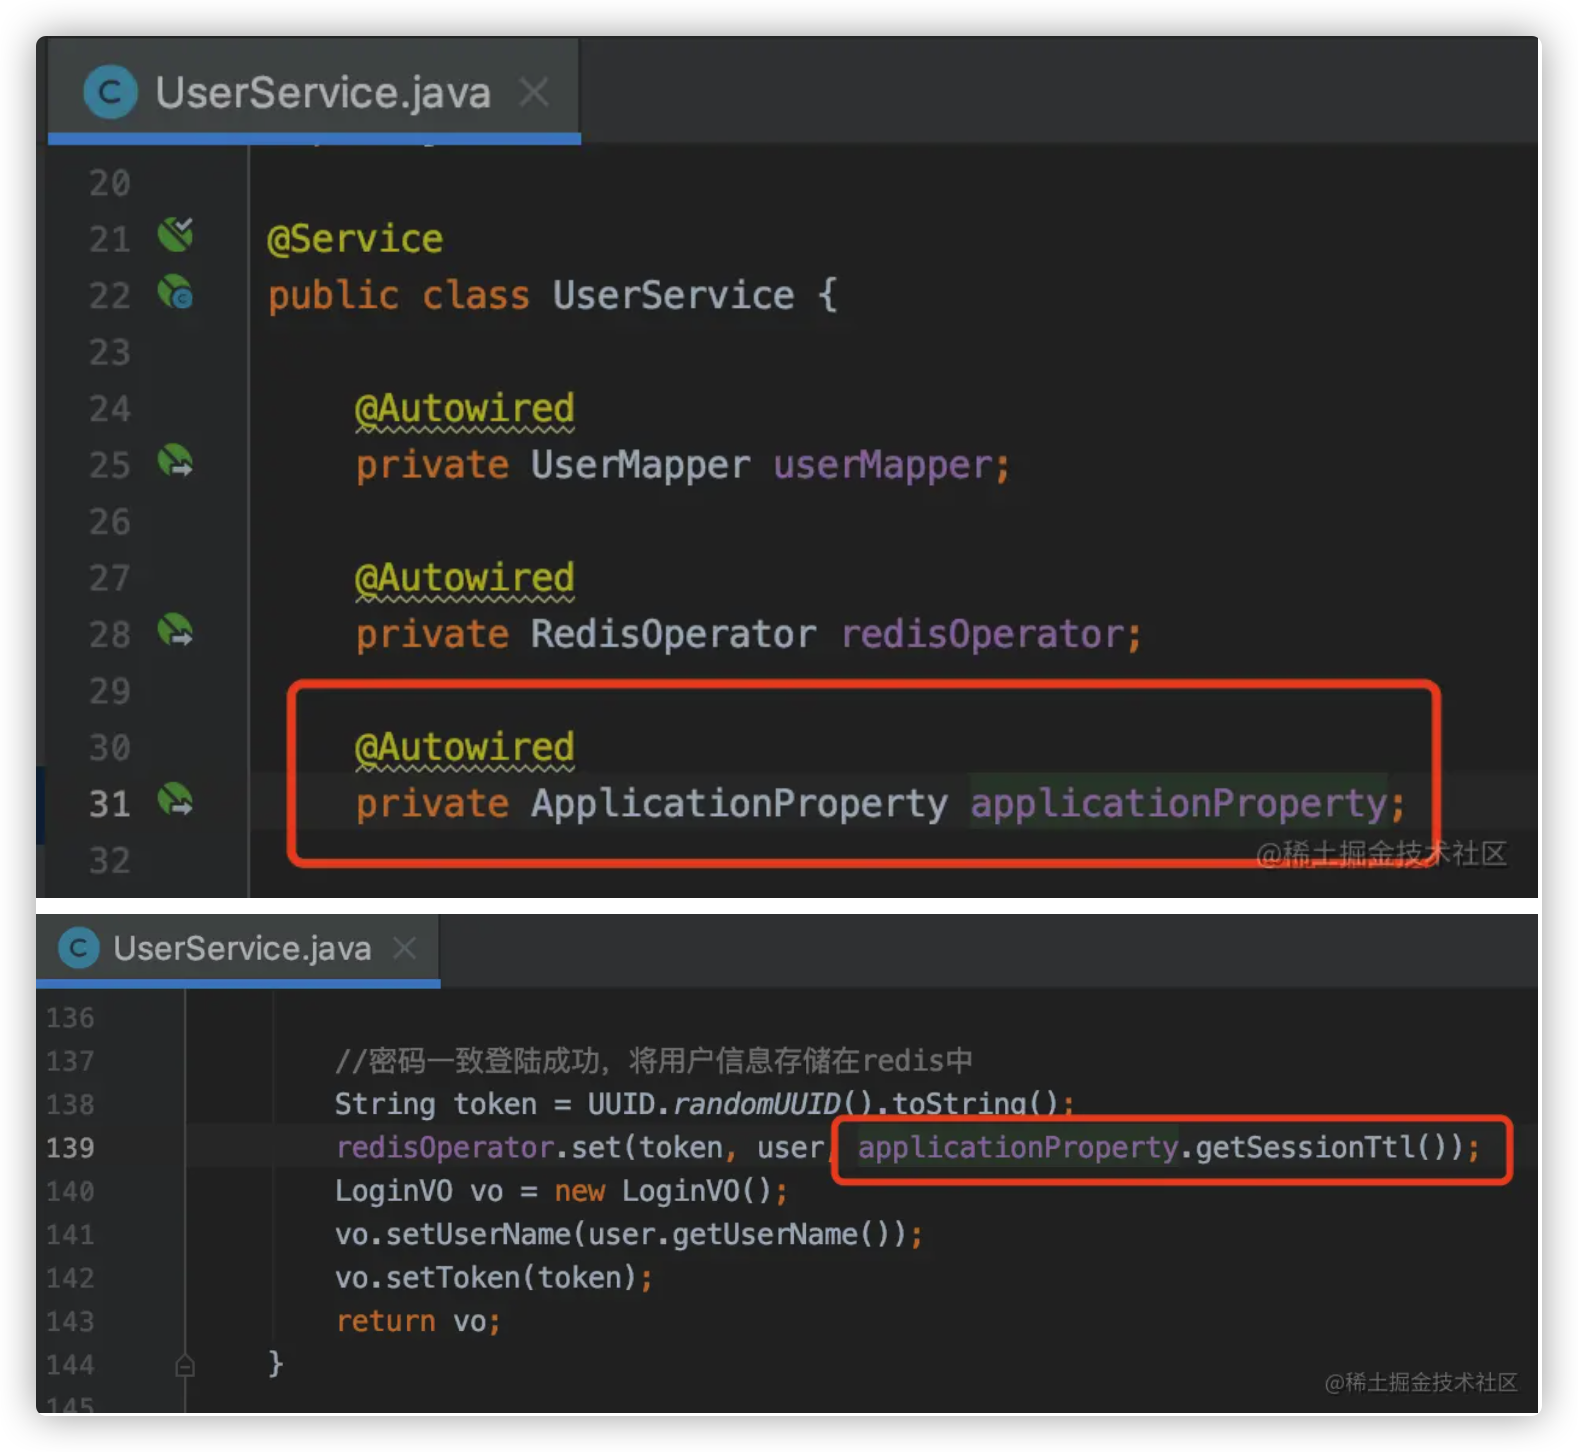 UserService.java
20
21 @Service
22 public class UserService {
23
24 @Autowired
25 private UserMapper userMapper;
26
27 @Autowired
28 private RedisOperator redisOperator;
29
30 @Autowired
31 private ApplicationProperty applicationProperty;
@稀土掘金技术社区
32
UserService.java
136
137 //密码一致登陆成功，将用户信息存储在redis中
138 String token = UUID.randomUUID().toString();
139 redisOperator.set(token, user, applicationProperty.getSessionTtl());
140 LoginVO vo = new LoginVO();
141 vo.setUserName(user.getUserName());
142 vo.setToken(token);
143 return vo;
144 }
@稀土掘金技术社区
145